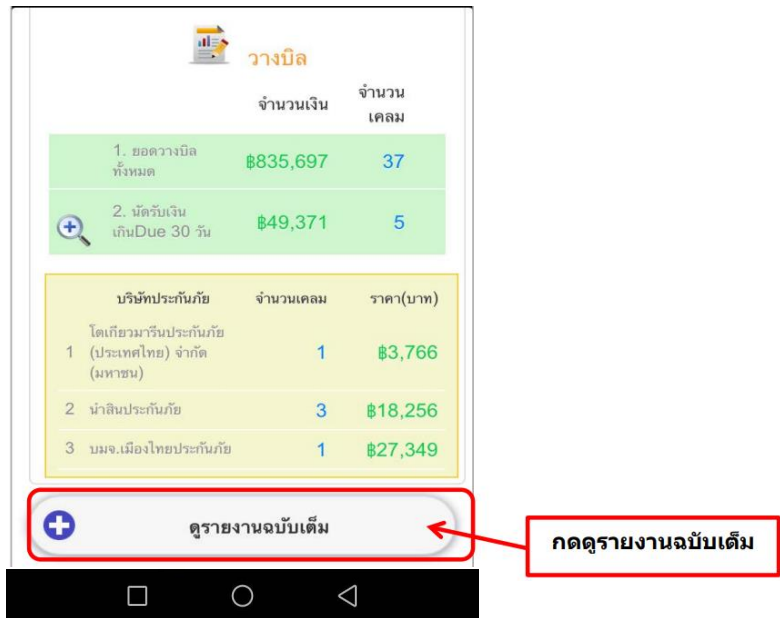 วางบิล
จำนวนเงิน จำนวน
เคลม
1. ยอดวางบิล
ทั้งหมด ฿835,697 37
2. นัดรับเงิน
เกินDue 30 วัน ฿49,371 5
บริษัทประกันภัย จำนวนเคลม ราคา(บาท)
โตเกียวมารีนประกันภัย
1 (ประเทศไทย) จำกัด 1 ฿3,766
(มหาชน)
2 นำสินประกันภัย 3 ฿18,256
3 บมจ.เมืองไทยประกันภัย 1 ฿27,349
ดูรายงานฉบับเต็ม
กดดูรายงานฉบับเต็ม